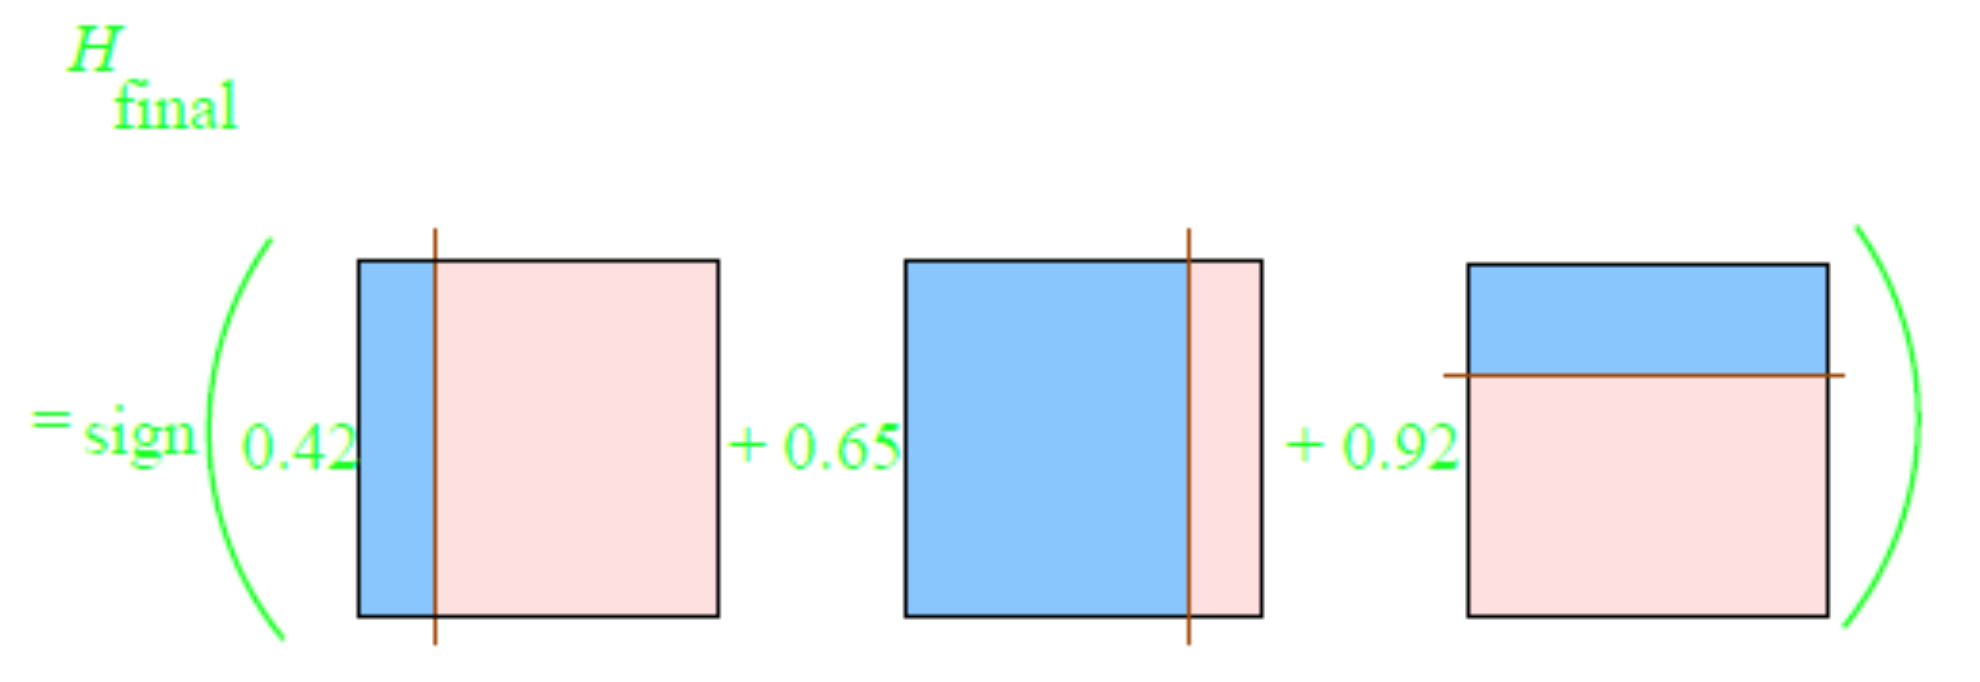 H
final
= sign ( 0.42 + 0.65 + 0.92 )